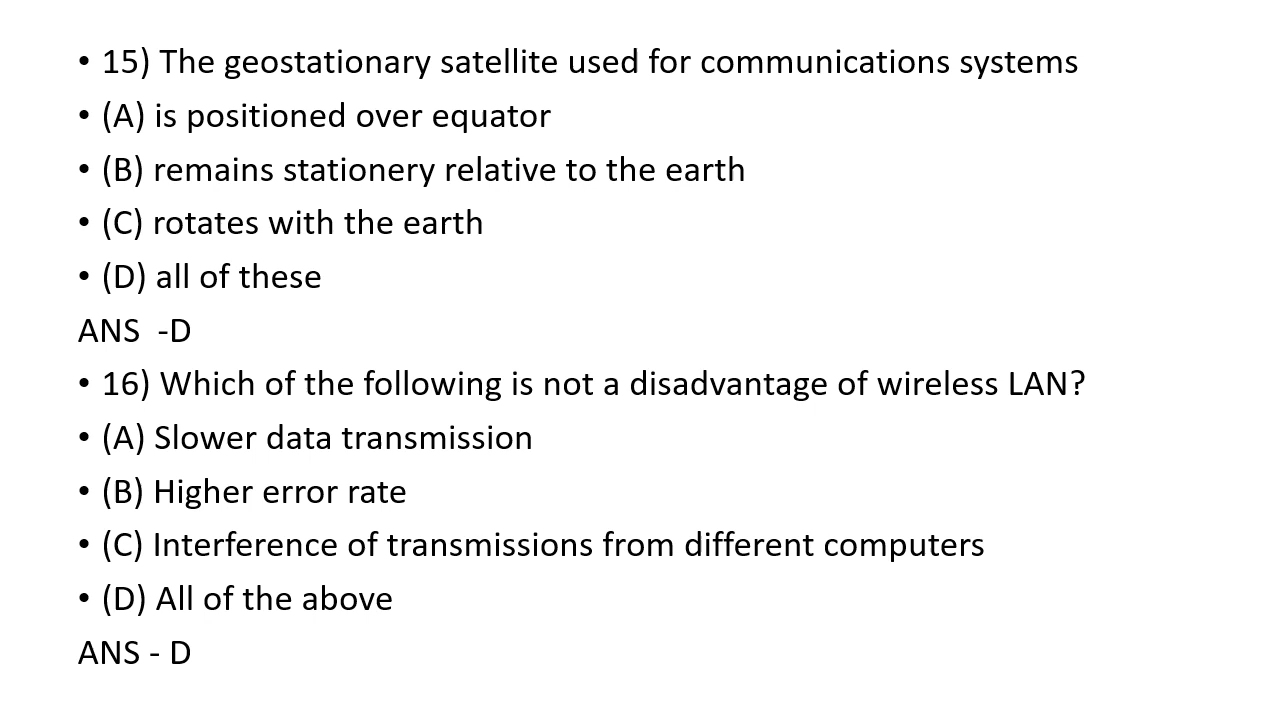 • 15) The geostationary satellite used for communications systems
• (A) is positioned over equator
• (B) remains stationery relative to the earth
• (C) rotates with the earth
• (D) all of these
ANS  -D
• 16) Which of the following is not a disadvantage of wireless LAN?
• (A) Slower data transmission
• (B) Higher error rate
• (C) Interference of transmissions from different computers
• (D) All of the above
ANS - D